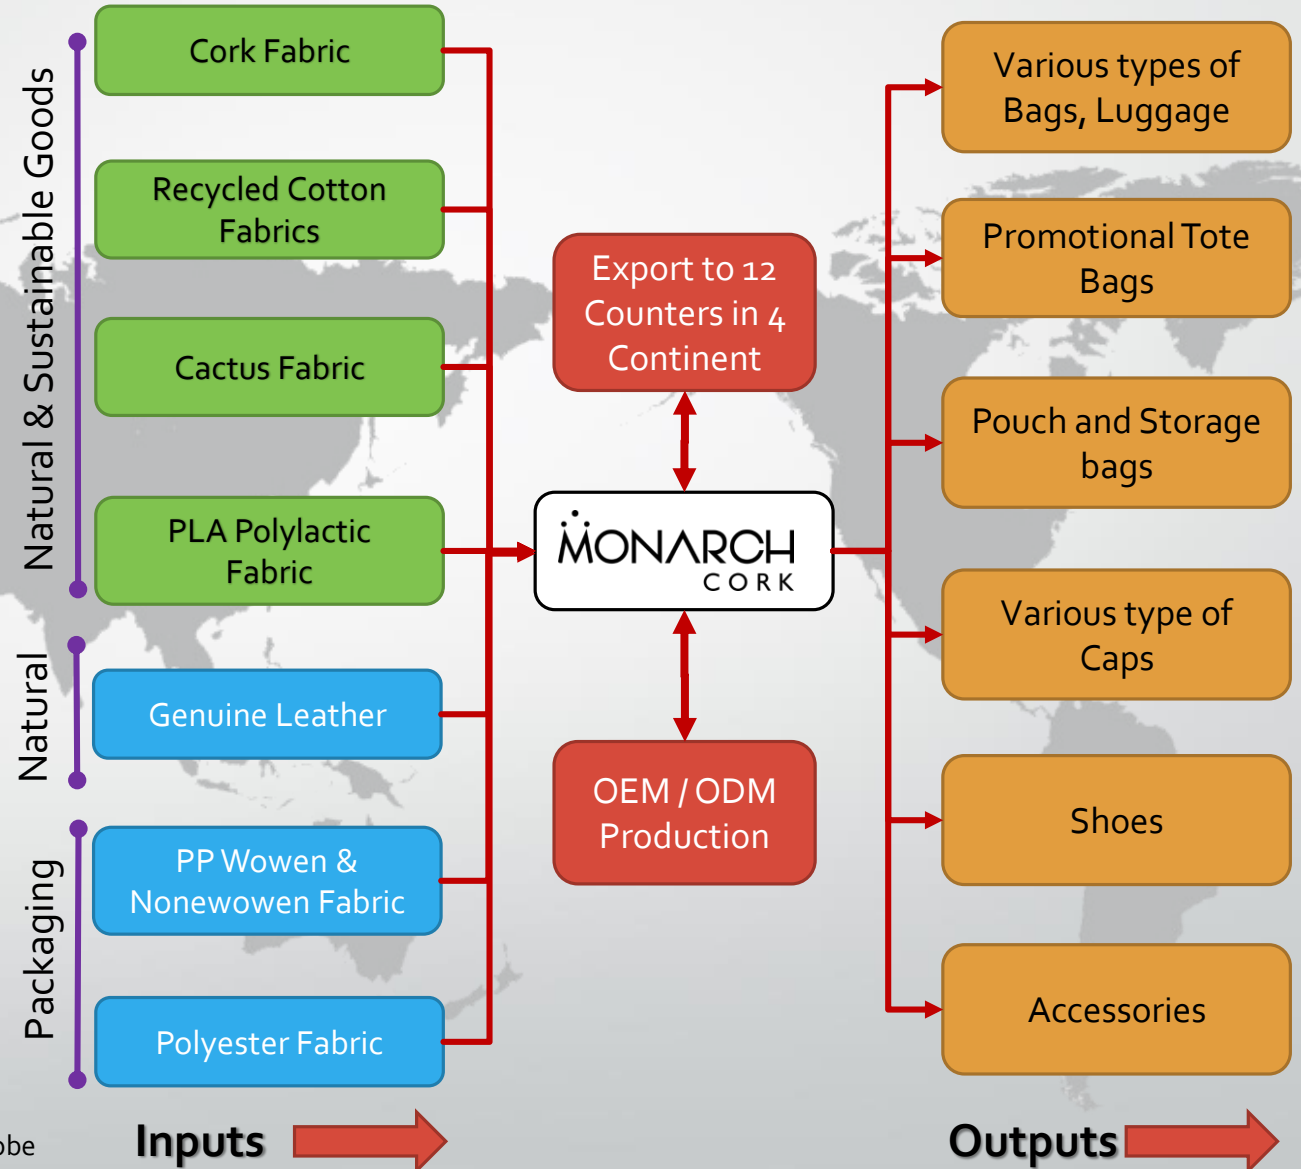 Natural & Sustainable Goods
Cork Fabric
Recycled Cotton
Fabrics
Cactus Fabric
PLA Polylactic
Fabric
Natural
Genuine Leather
Packaging
PP Wowen &
Nonewowen Fabric
Polyester Fabric
Export to 12
Counters in 4
Continent
MONARCH
CORK
OEM / ODM
Production
Various types of
Bags, Luggage
Promotional Tote
Bags
Pouch and Storage
bags
Various type of
Caps
Shoes
Accessories
obe
Inputs
Outputs